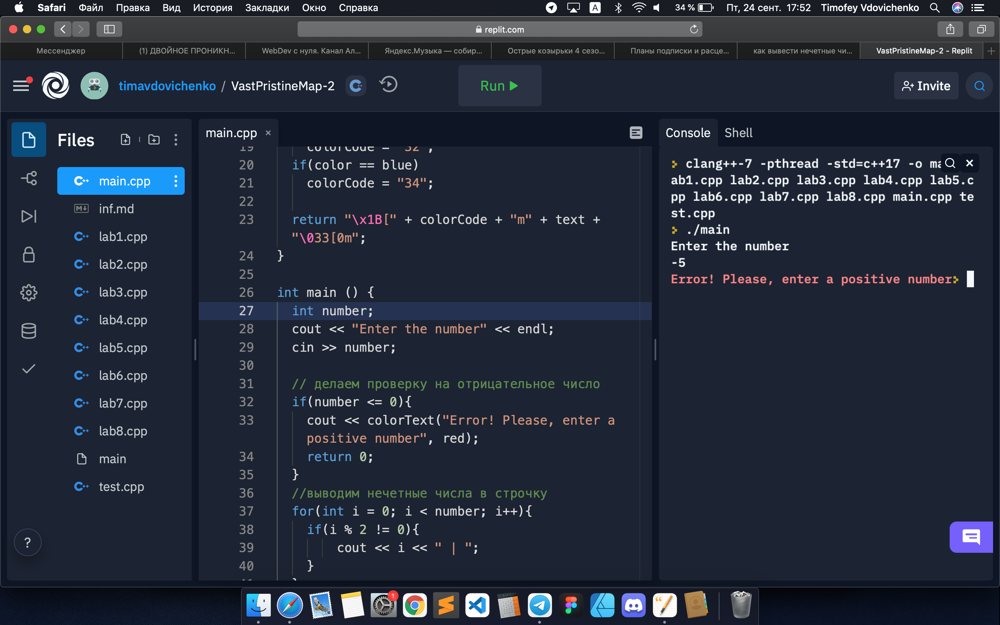 Safari Файл Правка Вид История Закладки Окно Справка A 34 % Пт, 24 сент. 17:52 Timofey Vdovichenko
replit.com
Мессенджер (1) ДВОЙНОЕ ПРОНИКН... WebDev с нуля. Канал Ал... Яндекс.Музыка — собир... Острые козырьки 4 сезо... Планы подписки и расце... как вывести нечетные чи... VastPristineMap-2 - Replit
timavdovichenko / VastPristineMap-2 Run Invite
Files
main.cpp
inf.md
lab1.cpp
lab2.cpp
lab3.cpp
lab4.cpp
lab5.cpp
lab6.cpp
lab7.cpp
lab8.cpp
main
test.cpp
?
main.cpp ×
19 colorCode = "32";
20 if(color == blue)
21 colorCode = "34";
22
23 return "\x1B[" + colorCode + "m" + text +
"\033[0m";
24 }
25
26 int main () {
27 int number;
28 cout << "Enter the number" << endl;
29 cin >> number;
30
31 // делаем проверку на отрицательное число
32 if(number <= 0){
33 cout << colorText("Error! Please, enter a
positive number", red);
34 return 0;
35 }
36 //выводим нечетные числа в строчку
37 for(int i = 0; i < number; i++){
38 if(i % 2 != 0){
39 cout << i << " | ";
40 }
Console Shell
clang++-7 -pthread -std=c++17 -o ma
ab1.cpp lab2.cpp lab3.cpp lab4.cpp lab5.c
pp lab6.cpp lab7.cpp lab8.cpp main.cpp te
st.cpp
./main
Enter the number
-5
Error! Please, enter a positive number
1
3.141593